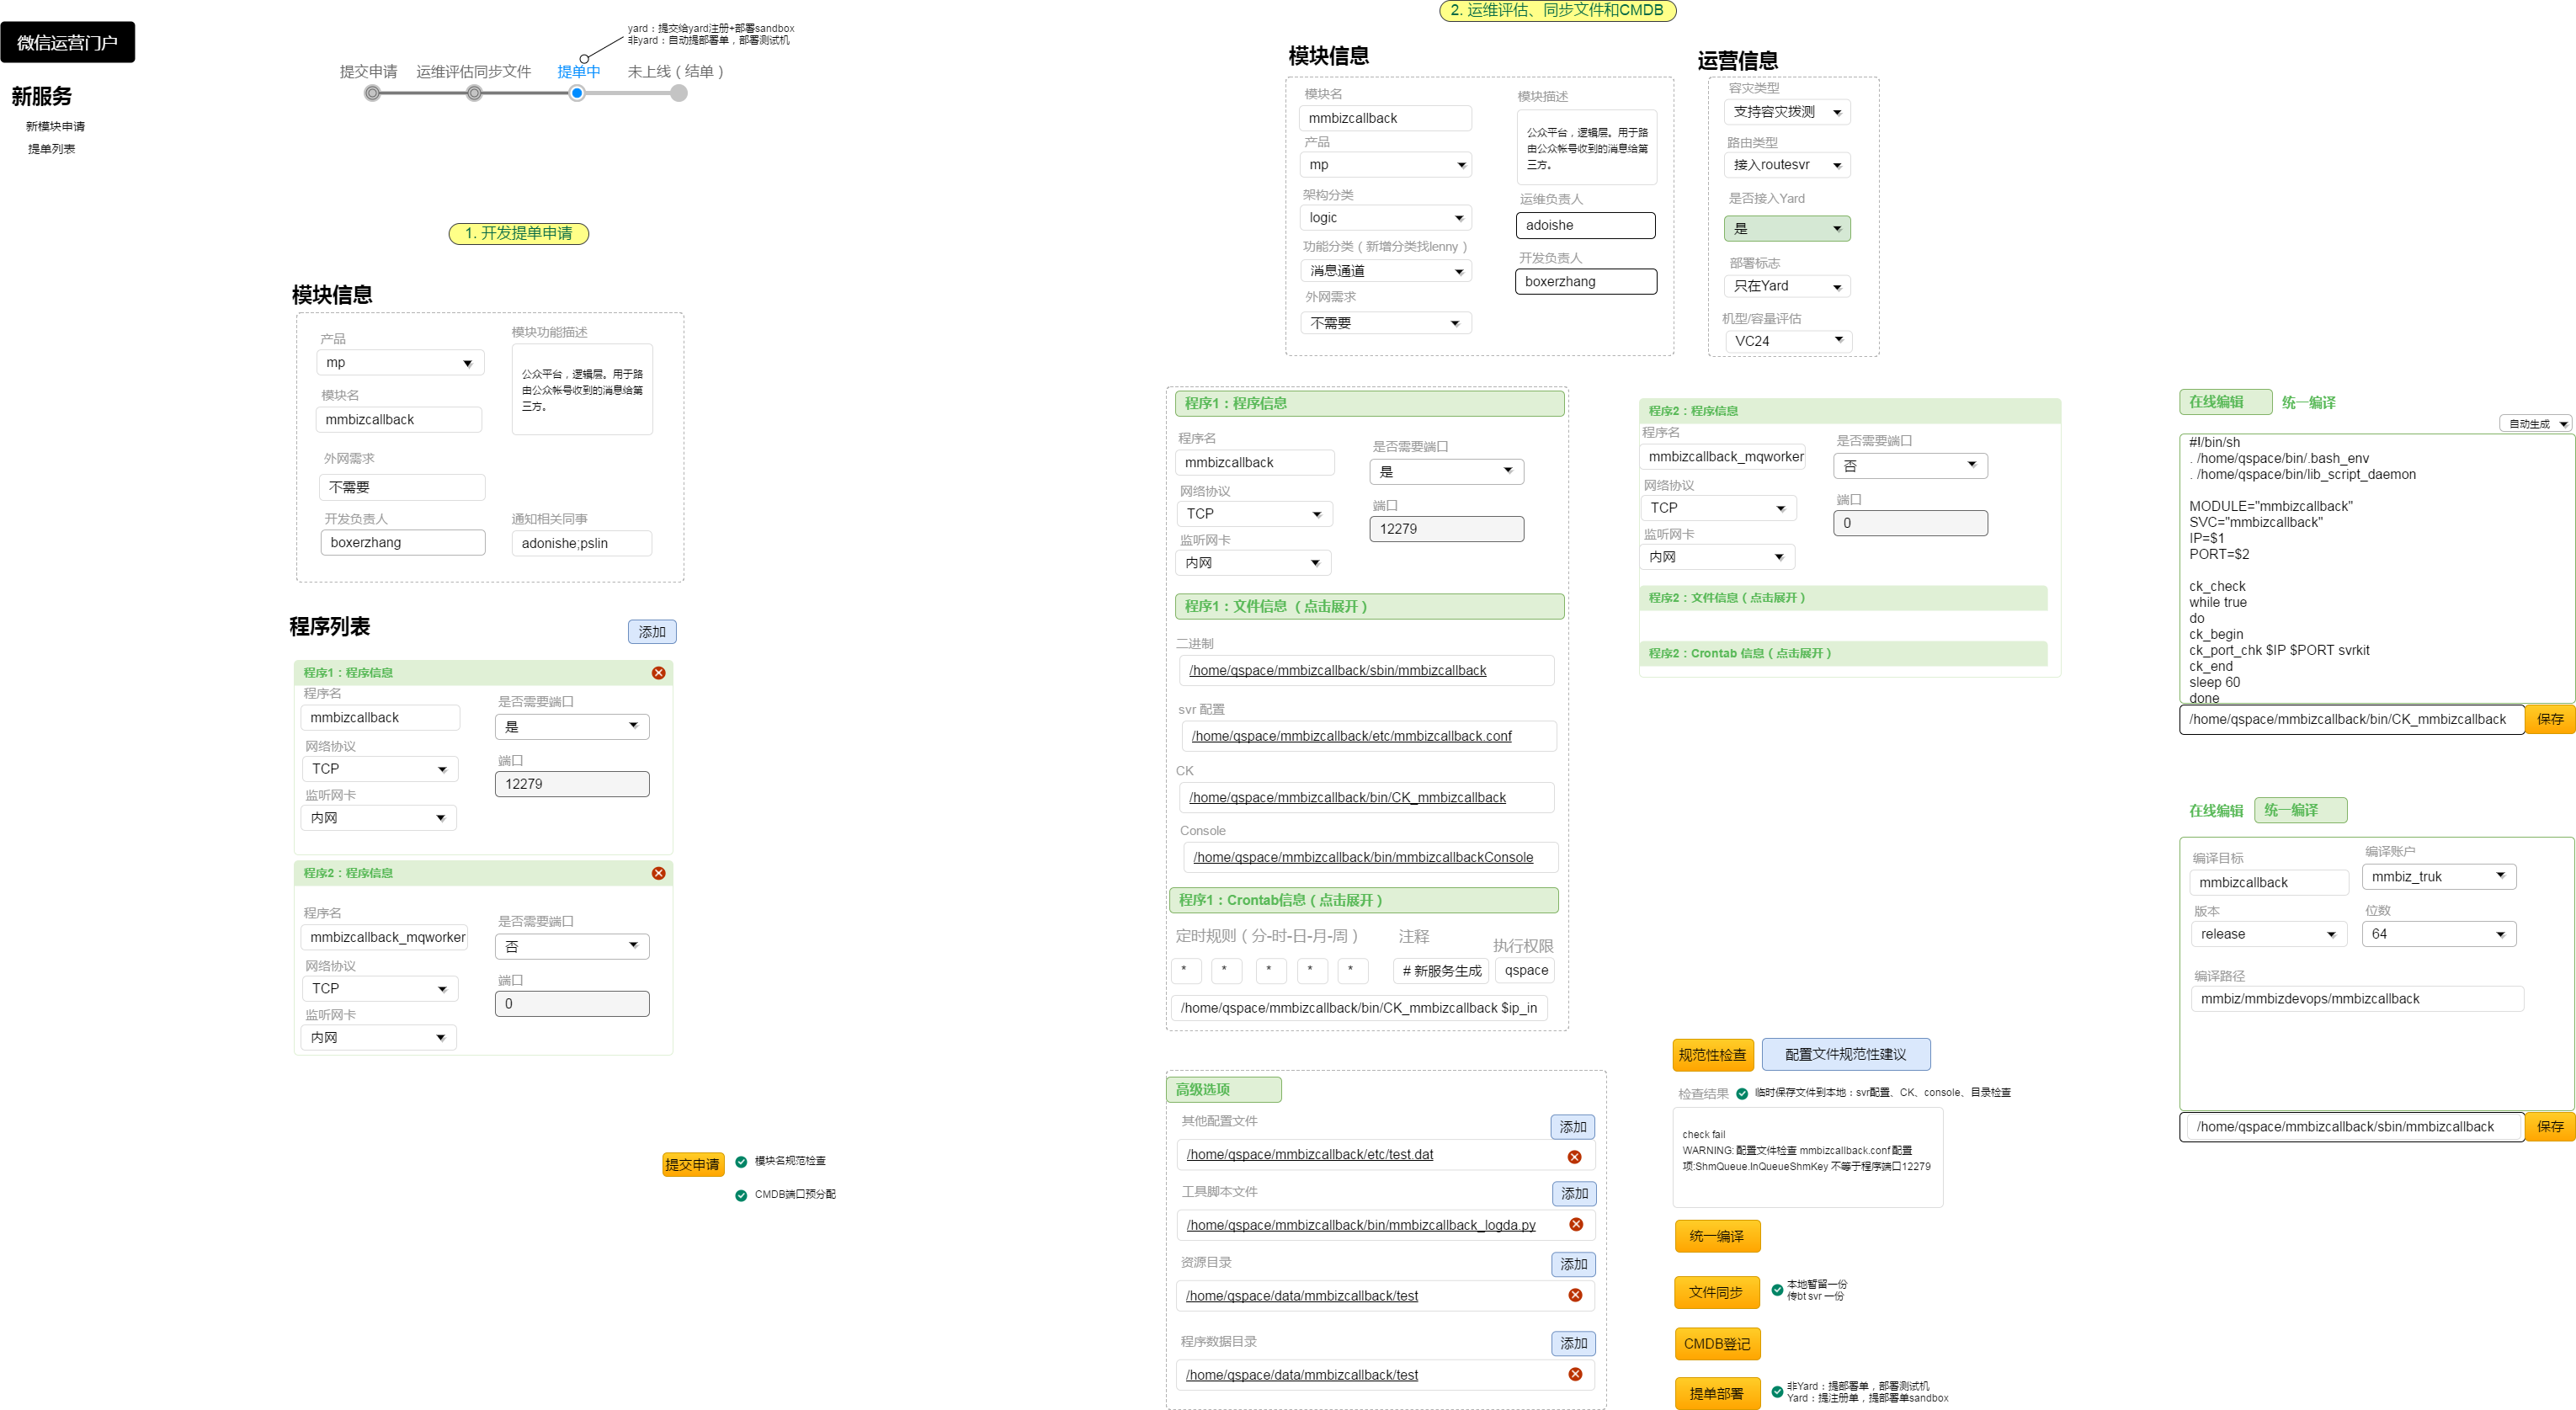 微信运营门户
新服务
新模块申请
提单列表
yard：提交给yard注册+部署sandbox
非yard：自动提部署单，部署测试机
提交申请
运维评估同步文件
提单中
未上线（结单）
1. 开发提单申请
模块信息
产品
mp
模块名
mmbizcallback
外网需求
不需要
开发负责人
boxerzhang
模块功能描述
公众平台，逻辑层。用于路
由公众帐号收到的消息给第
三方。
通知相关同事
adonishe;pslin
程序列表
添加
程序1：程序信息
程序名
mmbizcallback
是否需要端口
是
网络协议
TCP
端口
12279
监听网卡
内网
程序2：程序信息
程序名
mmbizcallback_mqworker
是否需要端口
否
网络协议
TCP
端口
0
监听网卡
内网
提交申请
模块名规范检查
CMDB端口预分配
2. 运维评估、同步文件和CMDB
模块信息
模块名
mmbizcallback
产品
mp
架构分类
logic
功能分类（新增分类找lenny）
消息通道
外网需求
不需要
模块描述
公众平台，逻辑层。用于路
由公众帐号收到的消息给第
三方。
运维负责人
adoishe
开发负责人
boxerzhang
运营信息
容灾类型
支持容灾拨测
路由类型
接入routesvr
是否接入Yard
是
部署标志
只在Yard
机型/容量评估
VC24
程序1：程序信息
程序名
mmbizcallback
是否需要端口
是
网络协议
TCP
端口
12279
监听网卡
内网
程序1：文件信息 （点击展开）
二进制
/home/qspace/mmbizcallback/sbin/mmbizcallback
svr 配置
/home/qspace/mmbizcallback/etc/mmbizcallback.conf
CK
/home/qspace/mmbizcallback/bin/CK_mmbizcallback
Console
/home/qspace/mmbizcallback/bin/mmbizcallbackConsole
程序1：Crontab信息（点击展开）
定时规则（分-时-日-月-周）
注释
执行权限
*
*
*
*
*
# 新服务生成
qspace
/home/qspace/mmbizcallback/bin/CK_mmbizcallback $ip_in
程序2：程序信息
程序名
mmbizcallback_mqworker
是否需要端口
否
网络协议
TCP
端口
0
监听网卡
内网
程序2：文件信息（点击展开）
程序2：Crontab 信息（点击展开）
高级选项
其他配置文件
添加
/home/qspace/mmbizcallback/etc/test.dat
工具脚本文件
添加
/home/qspace/mmbizcallback/bin/mmbizcallback_logda.py
资源目录
添加
/home/qspace/data/mmbizcallback/test
程序数据目录
添加
/home/qspace/data/mmbizcallback/test
规范性检查
配置文件规范性建议
检查结果
临时保存文件到本地：svr配置、CK、console、目录检查
check fail
WARNING: 配置文件检查 mmbizcallback.conf 配置
项:ShmQueue.InQueueShmKey 不等于程序端口12279
统一编译
文件同步
本地暂留一份
传bt svr 一份
CMDB登记
提单部署
非Yard：提部署单，部署测试机
Yard：提注册单，提部署单sandbox
在线编辑
统一编译
自动生成
#!/bin/sh
. /home/qspace/bin/.bash_env
. /home/qspace/bin/lib_script_daemon
MODULE="mmbizcallback"
SVC="mmbizcallback"
IP=$1
PORT=$2
ck_check
while true
do
ck_begin
ck_port_chk $IP $PORT svrkit
ck_end
sleep 60
done
/home/qspace/mmbizcallback/bin/CK_mmbizcallback
保存
在线编辑
统一编译
编译目标
mmbizcallback
编译账户
mmbiz_truk
版本
release
位数
64
编译路径
mmbiz/mmbizdevops/mmbizcallback
/home/qspace/mmbizcallback/sbin/mmbizcallback
保存